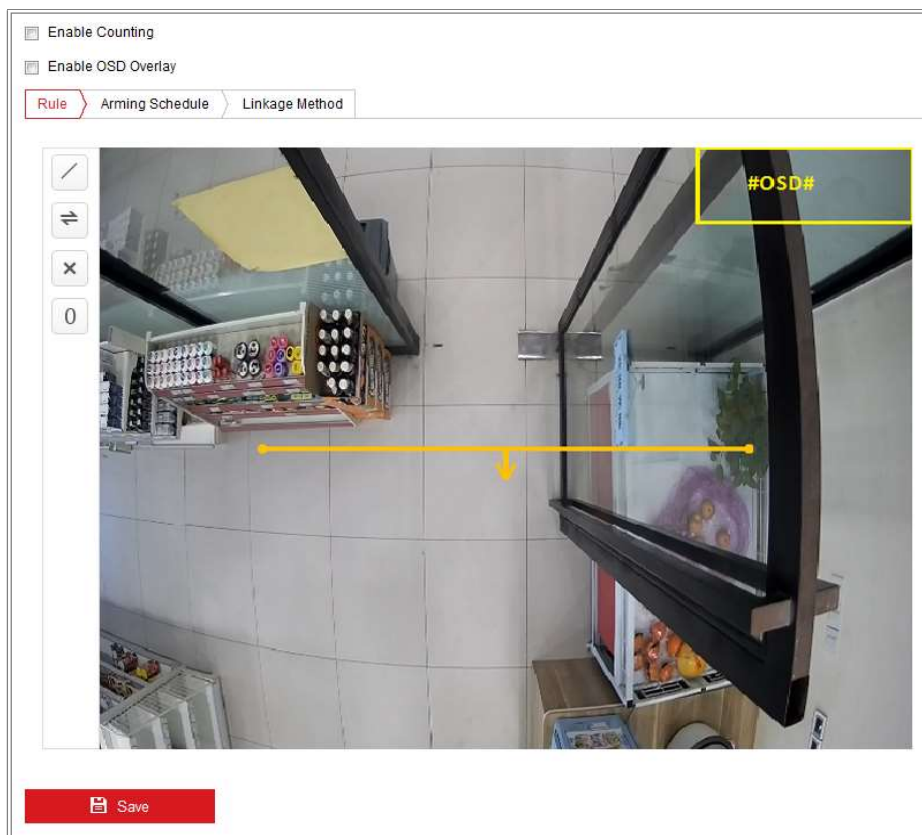 Enable Counting
Enable OSD Overlay
Rule Arming Schedule Linkage Method
#OSD#
0
Save